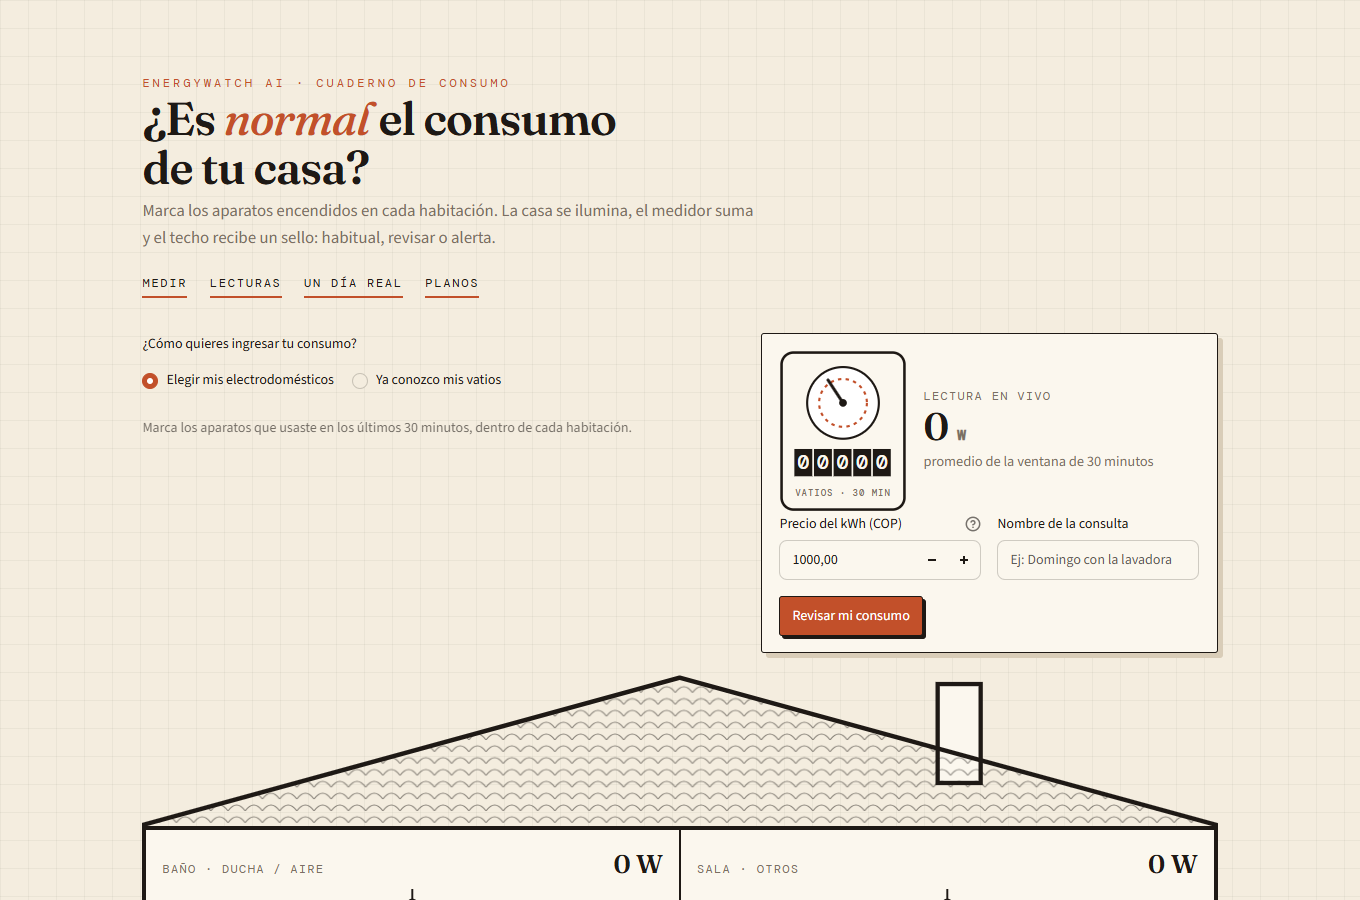 ENERGYWATCH AI · CUADERNO DE CONSUMO
¿Es normal el consumo
de tu casa?
Marca los aparatos encendidos en cada habitación. La casa se ilumina, el medidor suma
y el techo recibe un sello: habitual, revisar o alerta.
MEDIR LECTURAS UN DÍA REAL PLANOS
¿Cómo quieres ingresar tu consumo?
Elegir mis electrodomésticos Ya conozco mis vatios
Marca los aparatos que usaste en los últimos 30 minutos, dentro de cada habitación.
LECTURA EN VIVO
0 W
promedio de la ventana de 30 minutos
00000
VATIOS · 30 MIN
Precio del kWh (COP) ?
1000,00 − +
Nombre de la consulta
Ej: Domingo con la lavadora
Revisar mi consumo
BAÑO · DUCHA / AIRE 0 W
SALA · OTROS 0 W